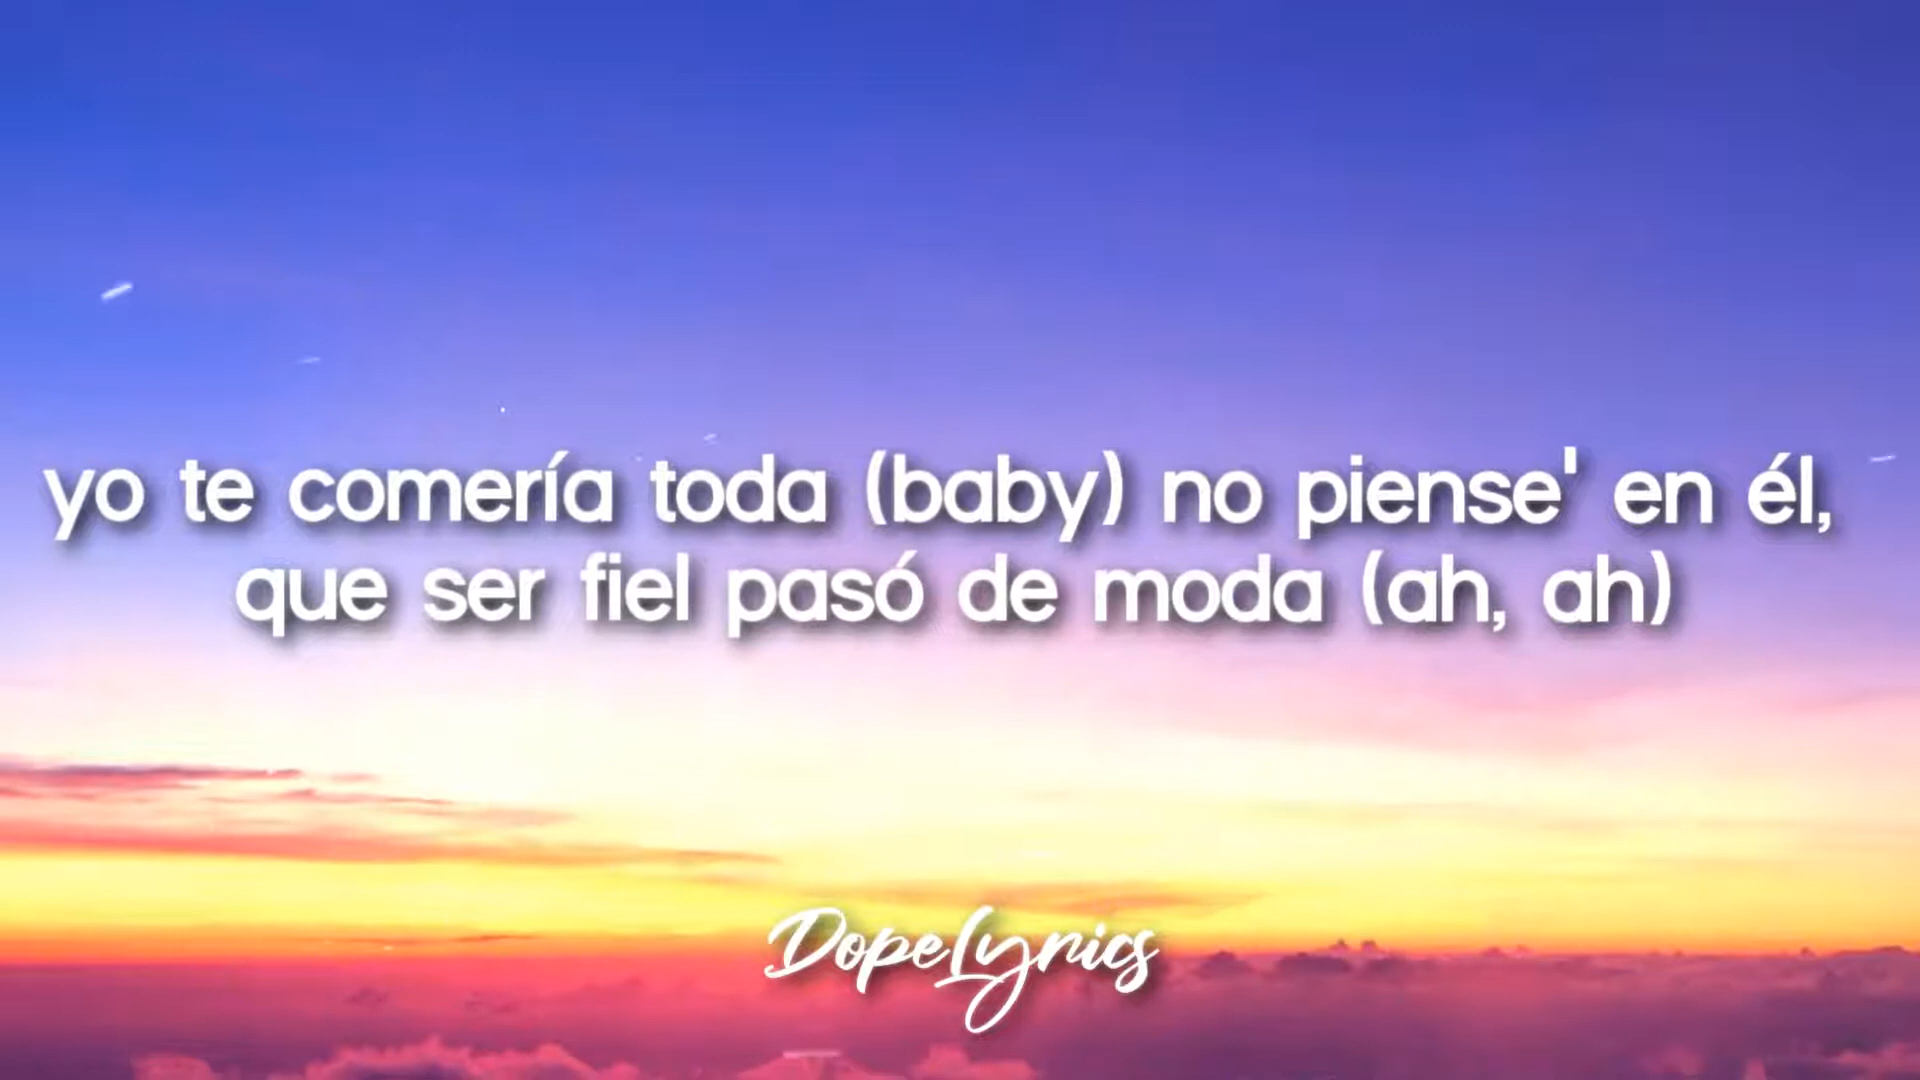 yo te comería toda (baby) no piense' en él,
que ser fiel pasó de moda (ah, ah)
DopeLyrics